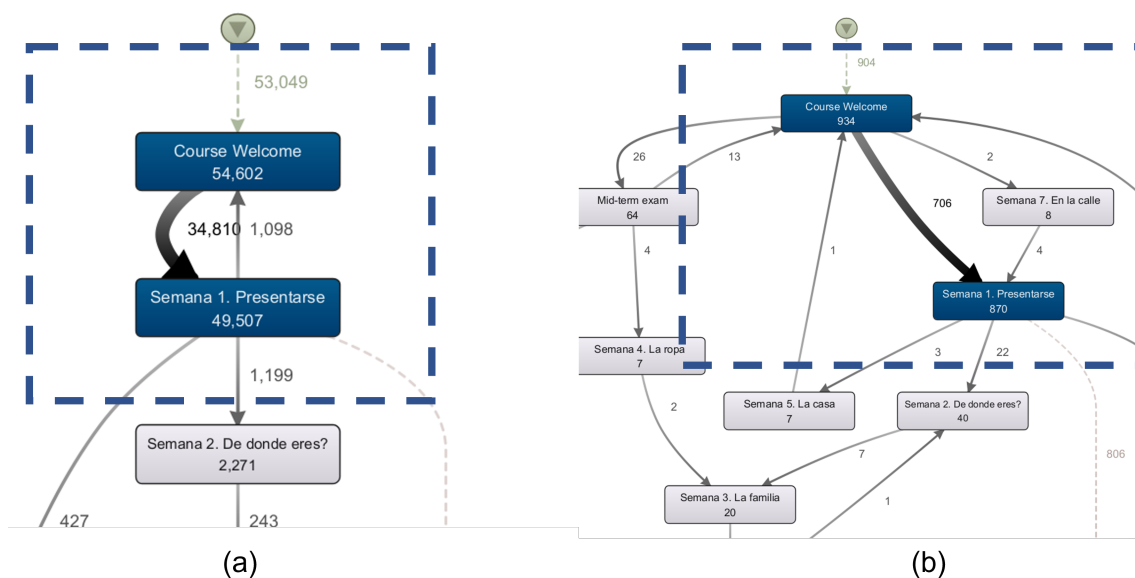 53,049
Course Welcome
54,602
34,810
1,098
Semana 1. Presentarse
49,507
1,199
Semana 2. De donde eres?
2,271
427
243
(a)
904
Course Welcome
934
26
13
2
Mid-term exam
64
706
Semana 7. En la calle
8
4
1
4
Semana 1. Presentarse
870
Semana 4. La ropa
7
3
22
2
Semana 5. La casa
7
Semana 2. De donde eres?
40
7
806
Semana 3. La familia
20
1
(b)